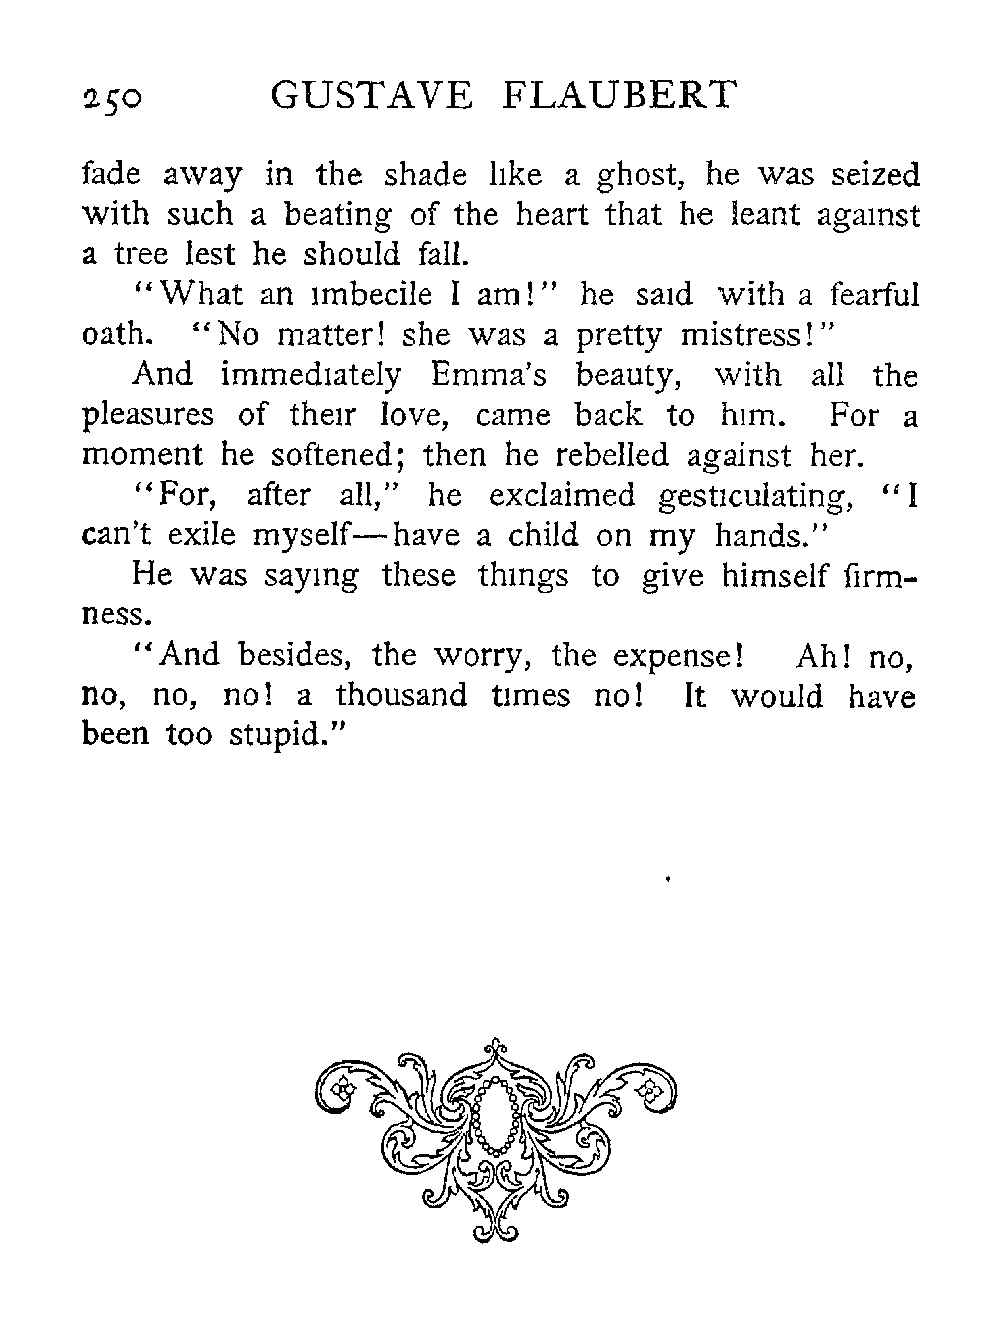 250 GUSTAVE FLAUBERT
fade away in the shade like a ghost, he was seized
with such a beating of the heart that he leant against
a tree lest he should fall.
“What an imbecile I am!” he said with a fearful
oath. “No matter! she was a pretty mistress!”
And immediately Emma’s beauty, with all the
pleasures of their love, came back to him. For a
moment he softened; then he rebelled against her.
“For, after all,” he exclaimed gesticulating, “I
can’t exile myself—have a child on my hands.”
He was saying these things to give himself firm-
ness.
“And besides, the worry, the expense! Ah! no,
no, no, no! a thousand times no! It would have
been too stupid.”